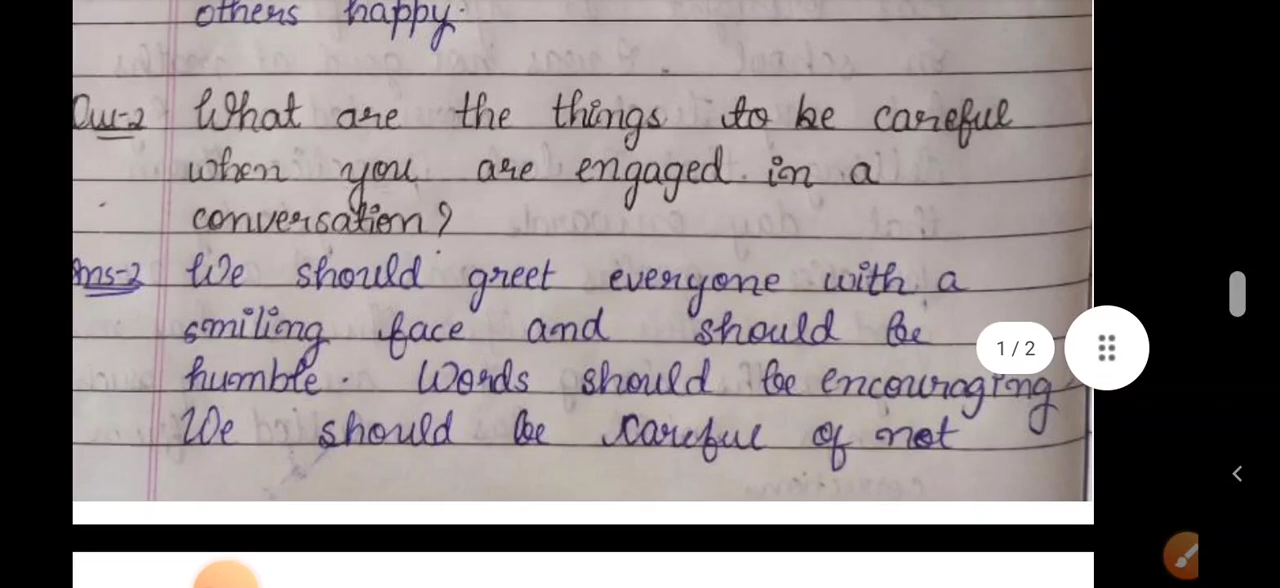 others happy.
Que-2 What are the things to be careful
when you are engaged in a
conversation?
Ans-2 We should greet everyone with a
smiling face and should be
humble. Words should be encouraging
We should be careful of not
1 / 2